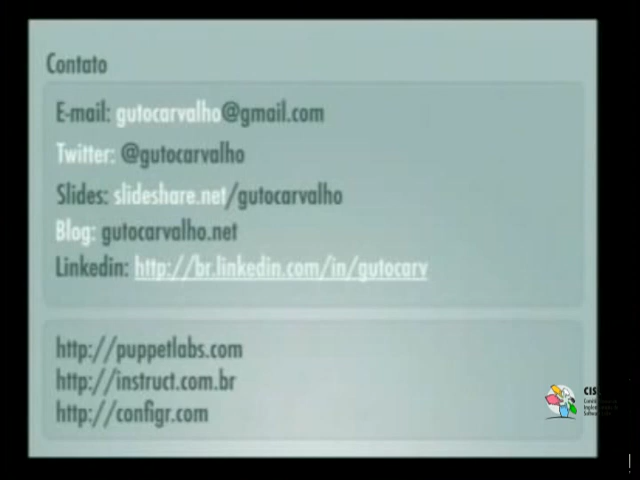 Contato
E-mail: gutocarvalho@gmail.com
Twitter: @gutocarvalho
Slides: slideshare.net/gutocarvalho
Blog: gutocarvalho.net
Linkedin: http://br.linkedin.com/in/gutocarv
http://puppetlabs.com
http://instruct.com.br
http://configr.com
CIS